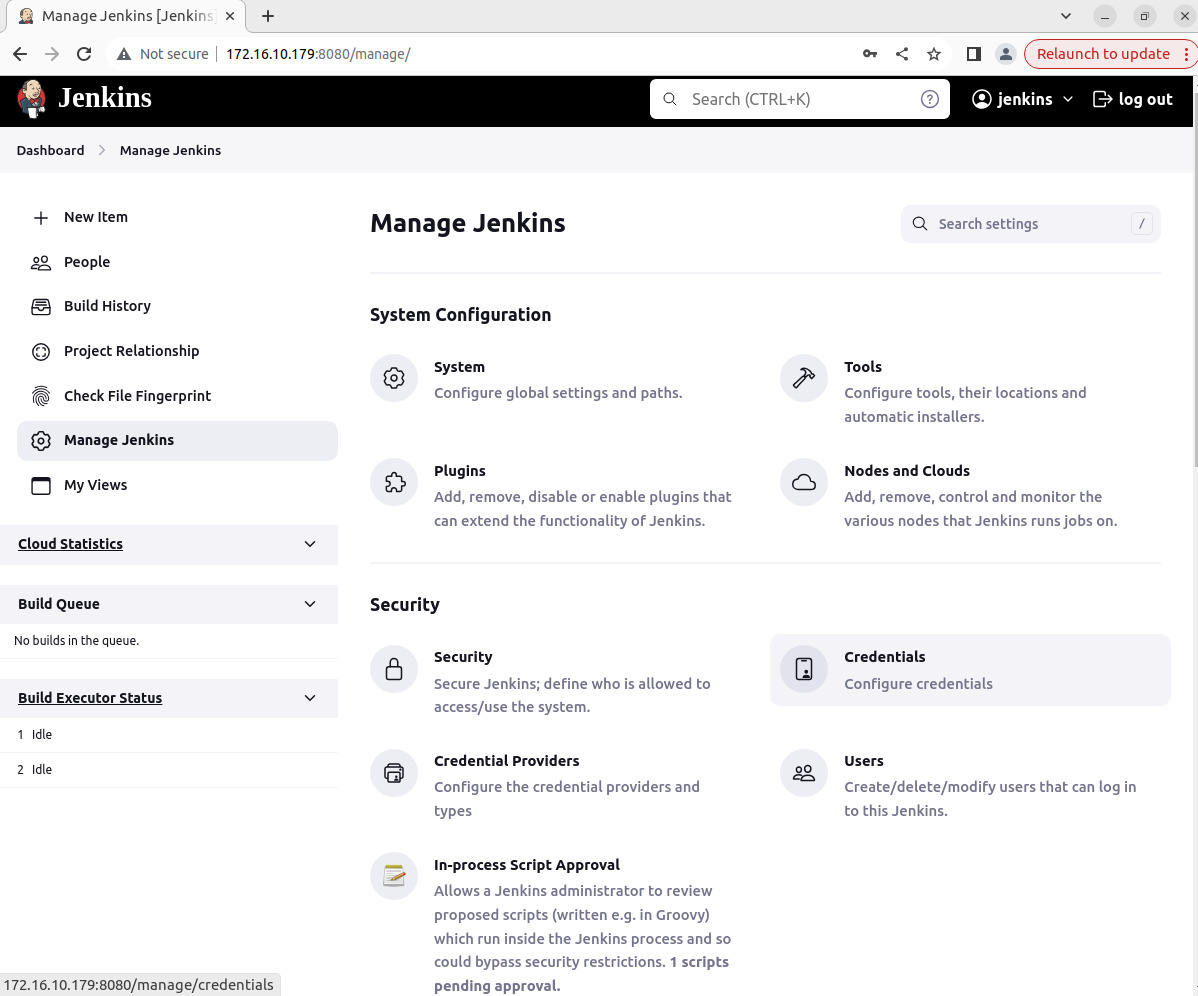 Manage Jenkins [Jenkins]
Not secure 172.16.10.179:8080/manage/ Relaunch to update
Jenkins Search (CTRL+K) ? jenkins log out
Dashboard Manage Jenkins
New Item
People
Build History
Project Relationship
Check File Fingerprint
Manage Jenkins
My Views
Cloud Statistics
Build Queue
No builds in the queue.
Build Executor Status
1 Idle
2 Idle
Manage Jenkins Search settings /
System Configuration
System
Configure global settings and paths.
Tools
Configure tools, their locations and
automatic installers.
Plugins
Add, remove, disable or enable plugins that
can extend the functionality of Jenkins.
Nodes and Clouds
Add, remove, control and monitor the
various nodes that Jenkins runs jobs on.
Security
Security
Secure Jenkins; define who is allowed to
access/use the system.
Credentials
Configure credentials
Credential Providers
Configure the credential providers and
types
Users
Create/delete/modify users that can log in
to this Jenkins.
In-process Script Approval
Allows a Jenkins administrator to review
proposed scripts (written e.g. in Groovy)
which run inside the Jenkins process and so
could bypass security restrictions. 1 scripts
pending approval.
172.16.10.179:8080/manage/credentials